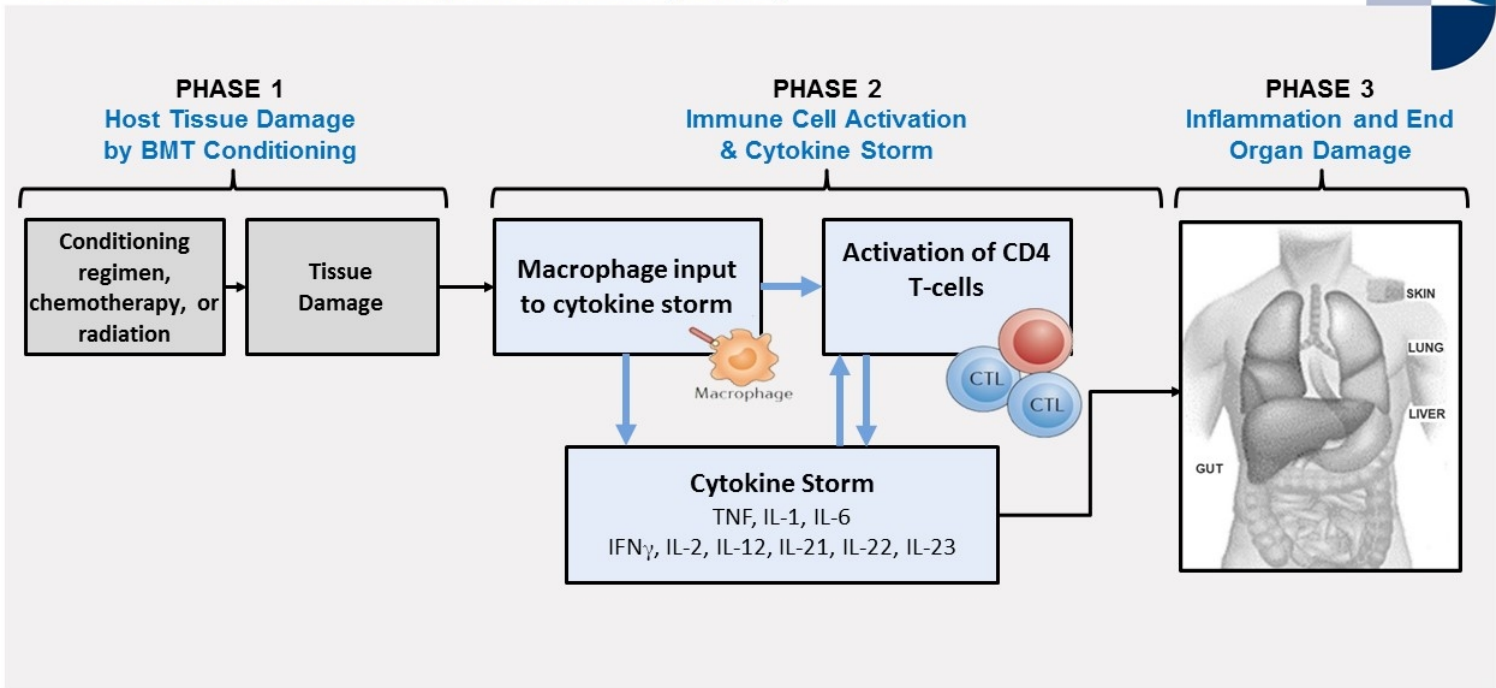 PHASE 1
Host Tissue Damage
by BMT Conditioning
PHASE 2
Immune Cell Activation
& Cytokine Storm
PHASE 3
Inflammation and End
Organ Damage
Conditioning
regimen,
chemotherapy, or
radiation
Tissue
Damage
Macrophage input
to cytokine storm
Macrophage
Activation of CD4
T-cells
CTL
CTL
Cytokine Storm
TNF, IL-1, IL-6
IFNγ, IL-2, IL-12, IL-21, IL-22, IL-23
SKIN
LUNG
LIVER
GUT